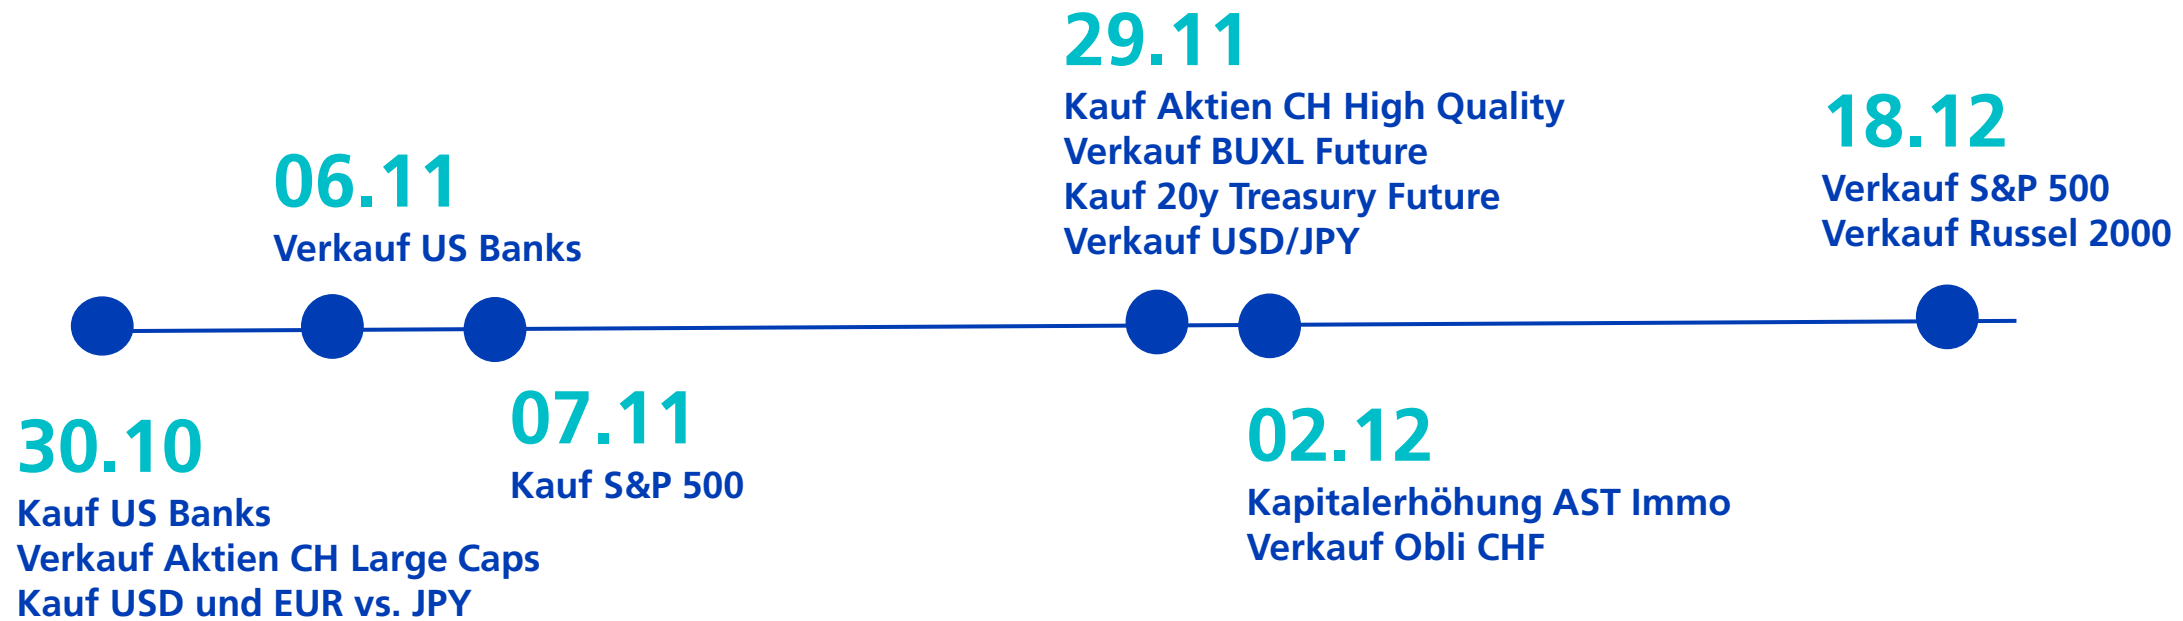 30.10
Kauf US Banks
Verkauf Aktien CH Large Caps
Kauf USD und EUR vs. JPY
06.11
Verkauf US Banks
07.11
Kauf S&P 500
29.11
Kauf Aktien CH High Quality
Verkauf BUXL Future
Kauf 20y Treasury Future
Verkauf USD/JPY
02.12
Kapitalerhöhung AST Immo
Verkauf Obli CHF
18.12
Verkauf S&P 500
Verkauf Russel 2000